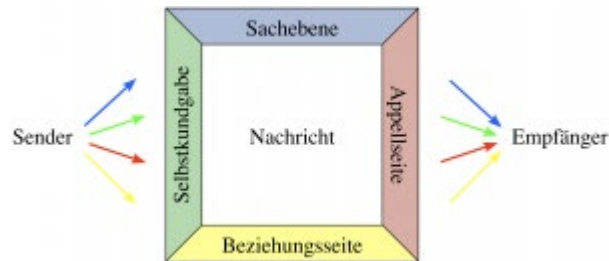 Sachebene
Sender
Selbstkundgabe
Nachricht
Appellseite
Empfänger
Beziehungsseite